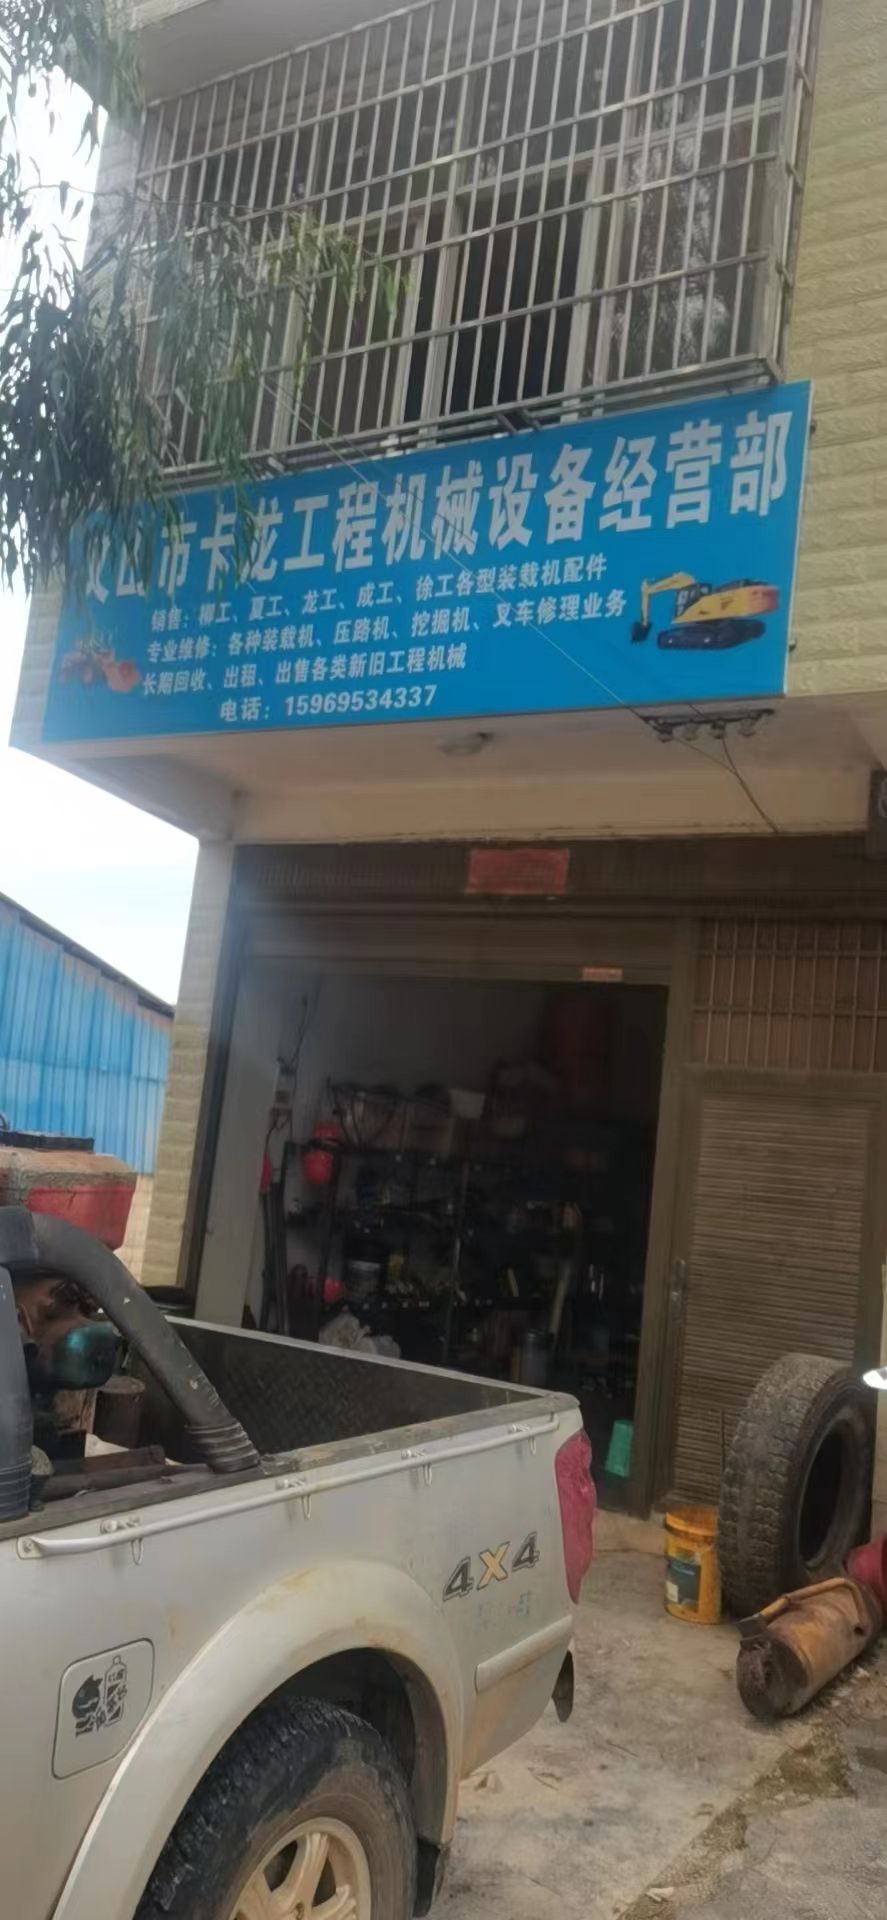 文山市卡龙工程机械设备经营部
销售：柳工、夏工、龙工、成工、徐工各型装载机配件
专业维修：各种装载机、压路机、挖掘机、叉车修理业务
长期回收、出租、出售各类新旧工程机械
电话：15969534337
4X4